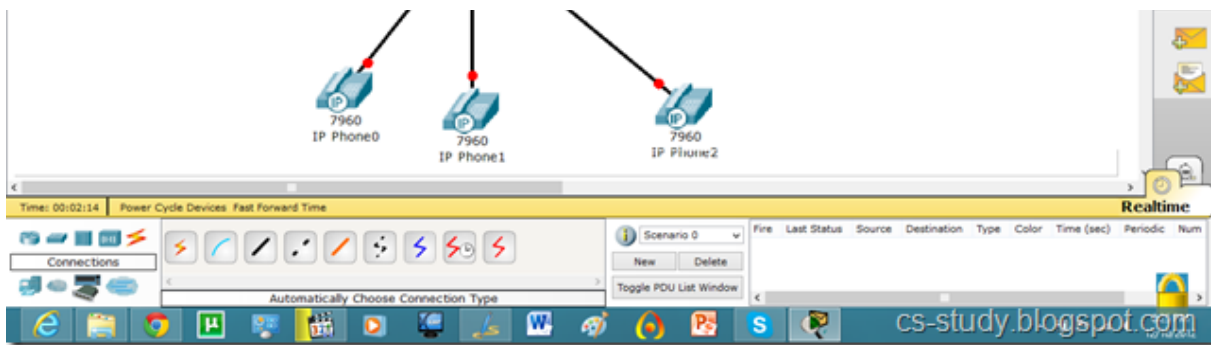 7960
IP Phone0
7960
IP Phone1
7960
IP Phone2
Realtime
Time: 00:02:14 Power Cycle Devices Fast Forward Time
Connections
Automatically Choose Connection Type
Scenario 0
New Delete
Toggle PDU List Window
Fire Last Status Source Destination Type Color Time (sec) Periodic Num
cs-study.blogspot.com